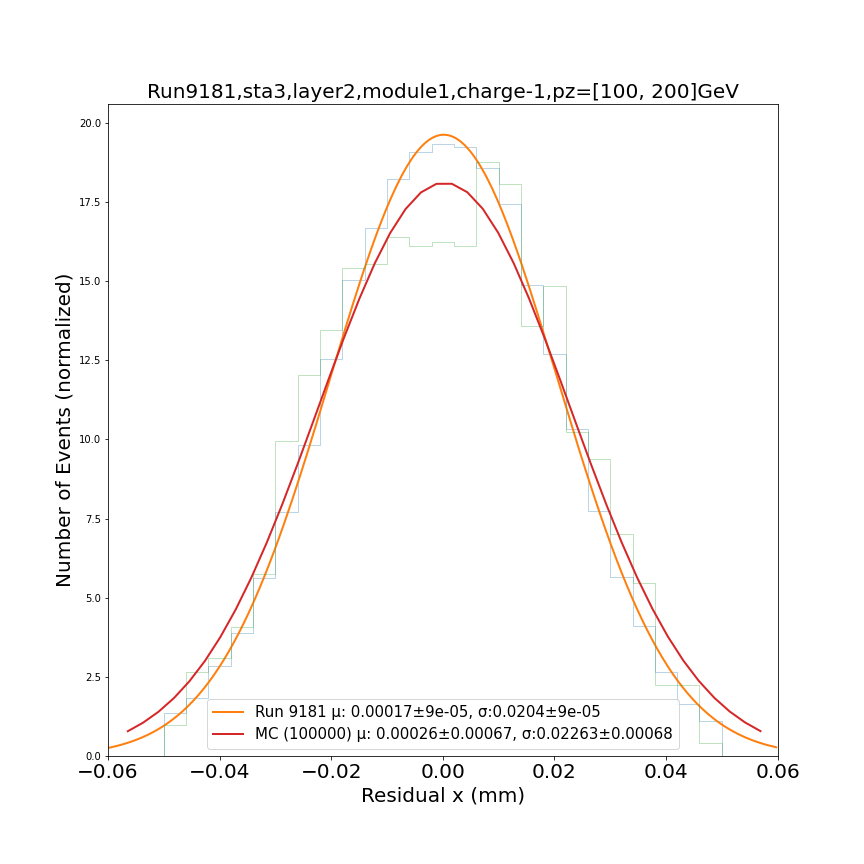 Run9181,sta3,layer2,module1,charge-1,pz=[100, 200]GeV
Number of Events (normalized)
20.0
17.5
15.0
12.5
10.0
7.5
5.0
2.5
0.0
Run 9181 μ: 0.00017±9e-05, σ:0.0204±9e-05
MC (100000) μ: 0.00026±0.00067, σ:0.02263±0.00068
−0.06 −0.04 −0.02 0.00 0.02 0.04 0.06
Residual x (mm)